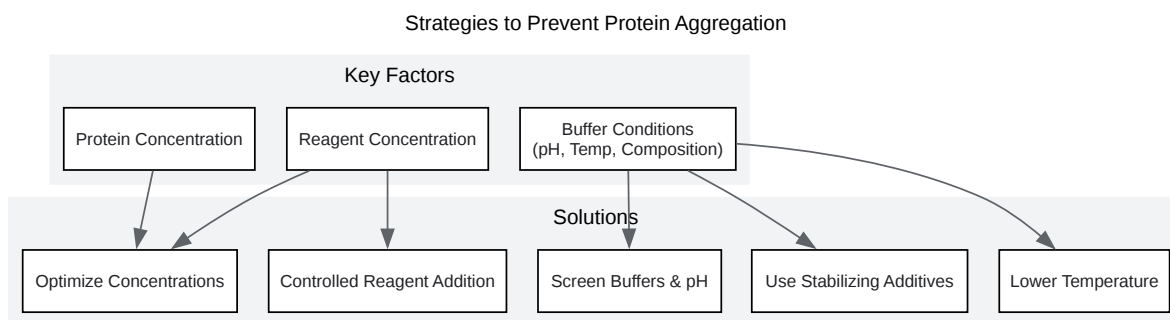 Strategies to Prevent Protein Aggregation
Key Factors
Protein Concentration
Reagent Concentration
Buffer Conditions
(pH, Temp, Composition)
Solutions
Optimize Concentrations
Controlled Reagent Addition
Screen Buffers & pH
Use Stabilizing Additives
Lower Temperature